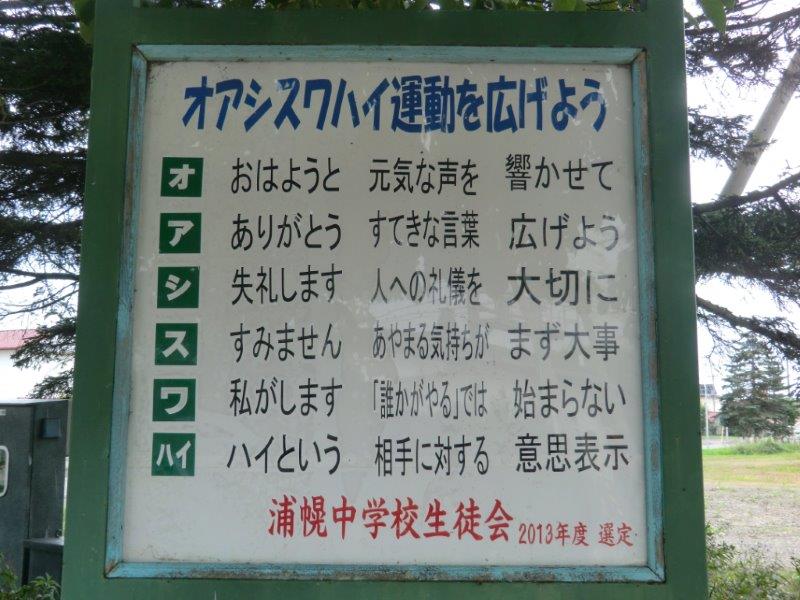 オアシスワハイ運動を広げよう
オ おはようと 元気な声を 響かせて
ア ありがとう すてきな言葉 広げよう
シ 失礼します 人への礼儀を 大切に
ス すみません あやまる気持ちが まず大事
ワ 私がします 「誰かがやる」では 始まらない
ハイ ハイという 相手に対する 意思表示
浦幌中学校生徒会 2013年度 選定